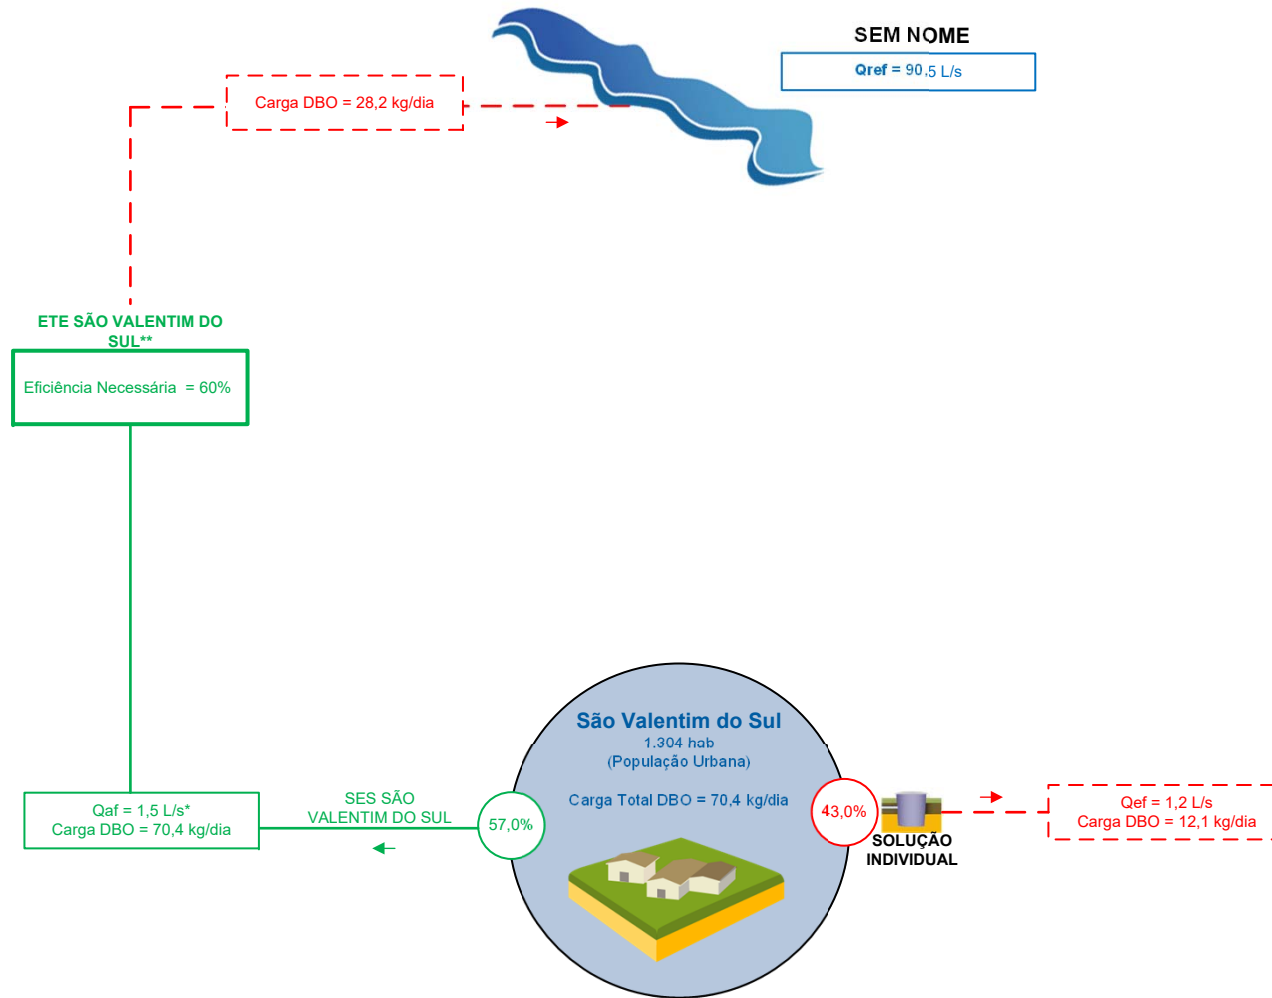 SEM NOME
Qref = 90,5 L/s
Carga DBO = 28,2 kg/dia
ETE SÃO VALENTIM DO
SUL**
Eficiência Necessária = 60%
São Valentim do Sul
1.304 hab
(População Urbana)
Carga Total DBO = 70,4 kg/dia
Qaf = 1,5 L/s*
Carga DBO = 70,4 kg/dia
SES SÃO
VALENTIM DO SUL
57,0%
43,0%
SOLUÇÃO
INDIVIDUAL
Qef = 1,2 L/s
Carga DBO = 12,1 kg/dia